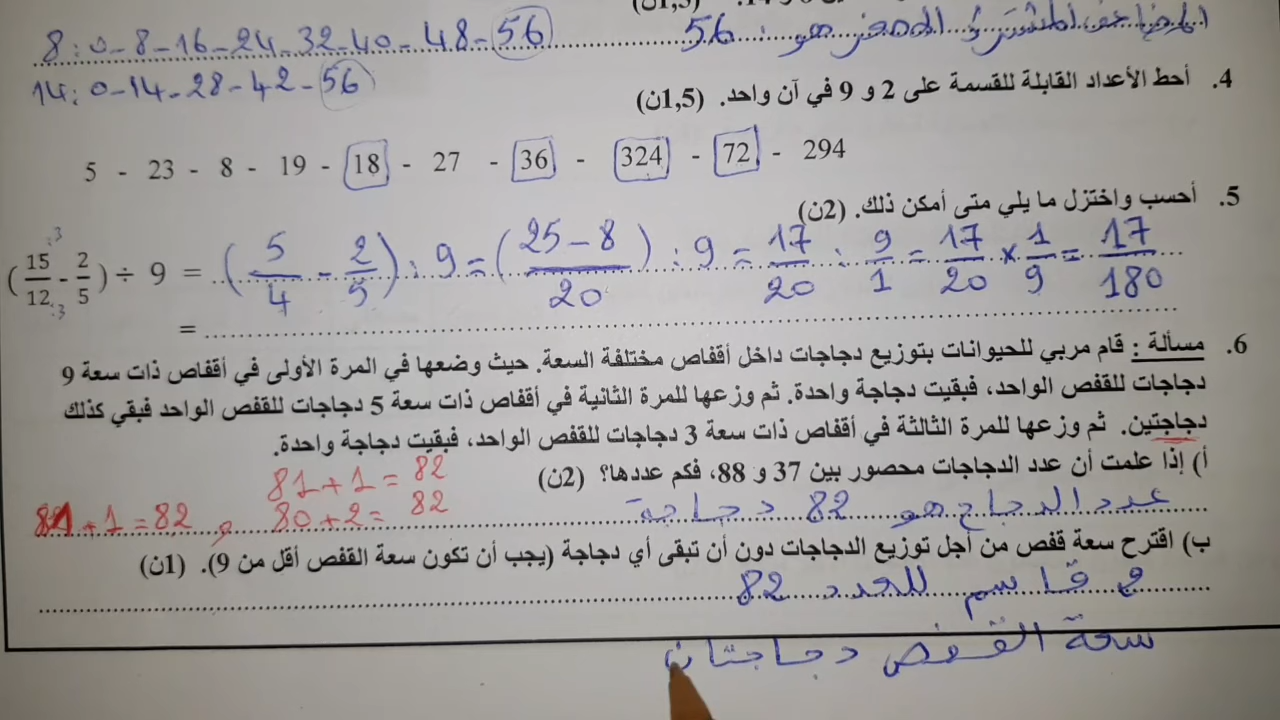 المضاعف المشترك الأصغر هو : 56
8 : 0 - 8 - 16 - 24 - 32 - 40 - 48 - 56
14 : 0 - 14 - 28 - 42 - 56
4. أحط الأعداد القابلة للقسمة على 2 و 9 في آن واحد. (1,5ن)
5 - 23 - 8 - 19 - 18 - 27 - 36 - 324 - 72 - 294
5. أحسب واختزل ما يلي متى أمكن ذلك. (2ن)
(15/12 - 2/5) ÷ 9 = (5/4 - 2/5) : 9 = (25 - 8 / 20) : 9 = 17/20 : 9/1 = 17/20 × 1/9 = 17/180
:3
:3
=
6. مسألة : قام مربي للحيوانات بتوزيع دجاجات داخل أقفاص مختلفة السعة. حيث وضعها في المرة الأولى في أقفاص ذات سعة 9
دجاجات للقفص الواحد، فبقيت دجاجة واحدة. ثم وزعها للمرة الثانية في أقفاص ذات سعة 5 دجاجات للقفص الواحد فبقي كذلك
دجاجتين. ثم وزعها للمرة الثالثة في أقفاص ذات سعة 3 دجاجات للقفص الواحد، فبقيت دجاجة واحدة.
أ) إذا علمت أن عدد الدجاجات محصور بين 37 و 88، فكم عددها؟ (2ن)
81 + 1 = 82
عدد الدجاج هو 82 دجاجة
80 + 2 = 82 و 81 + 1 = 82
ب) اقترح سعة قفص من أجل توزيع الدجاجات دون أن تبقى أي دجاجة (يجب أن تكون سعة القفص أقل من 9). (1ن)
2 قاسم للعدد 82
سعة القفص دجاجتان